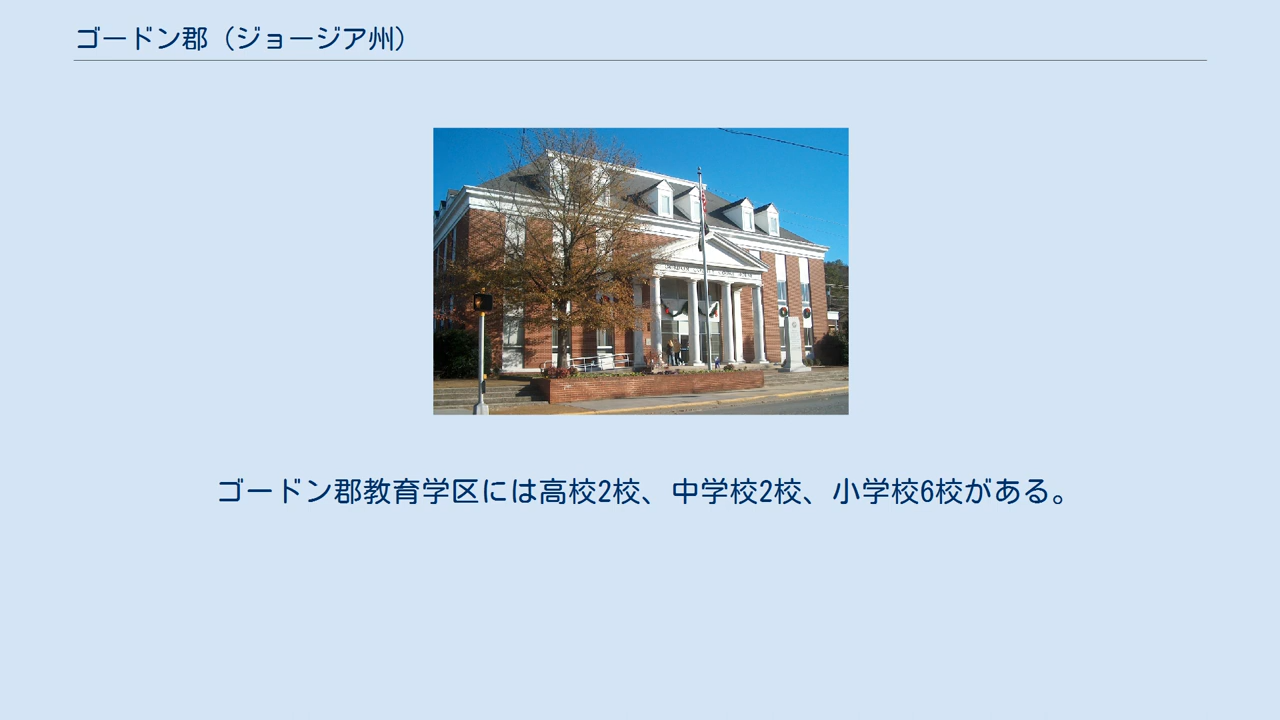 ゴードン郡（ジョージア州）
ゴードン郡教育学区には高校2校、中学校2校、小学校6校がある。